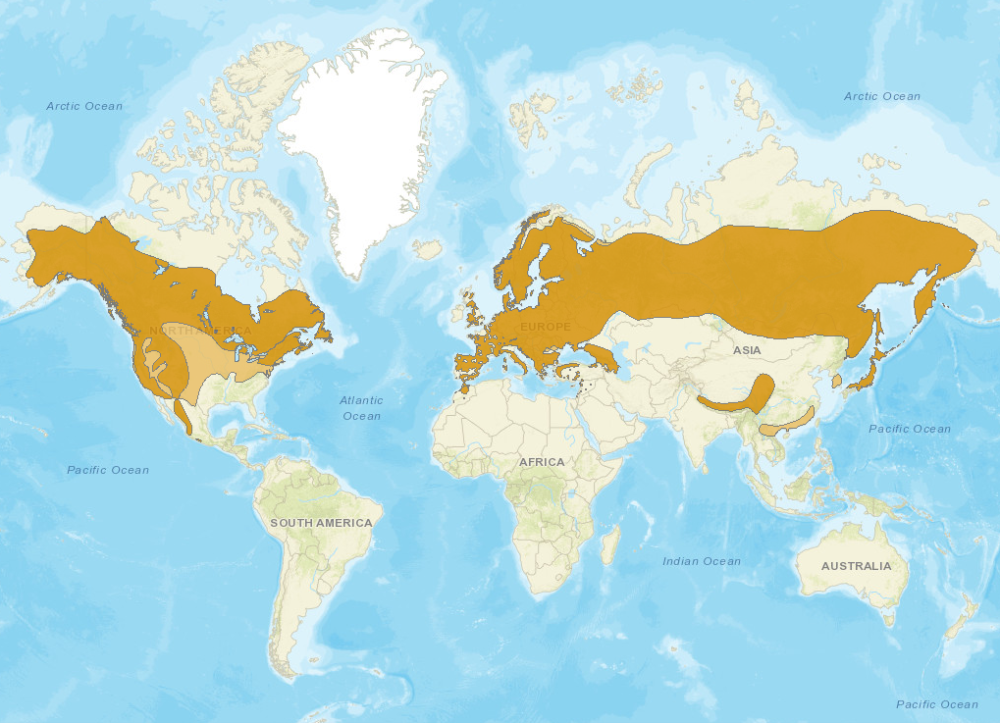 Arctic Ocean
Arctic Ocean
NORTH AMERICA
EUROPE
ASIA
Atlantic
Ocean
Pacific Ocean
Pacific Ocean
AFRICA
SOUTH AMERICA
Indian Ocean
AUSTRALIA
Pacific Ocean